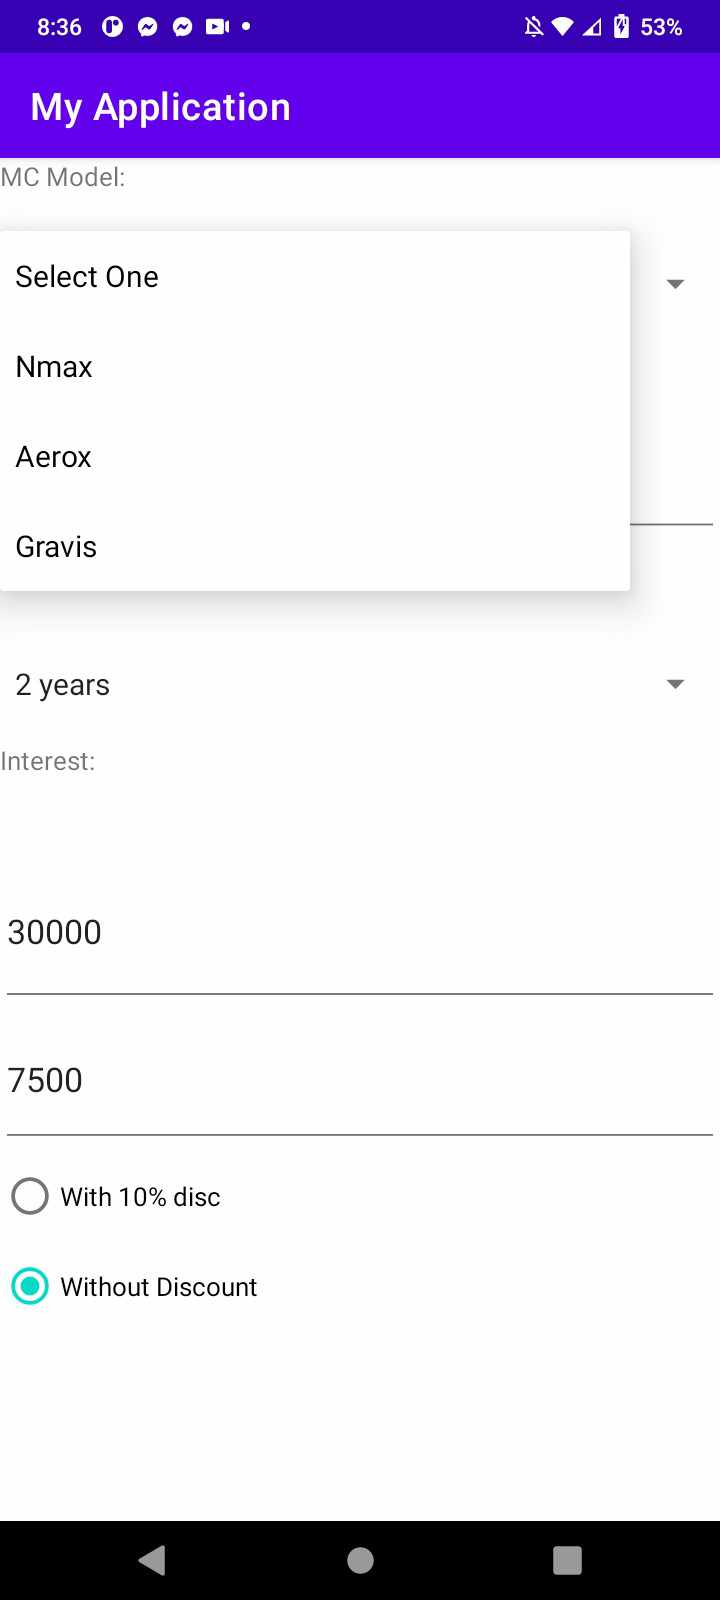 8:36 53%
My Application
MC Model:
Select One
Nmax
Aerox
Gravis
2 years
Interest:
30000
7500
With 10% disc
Without Discount